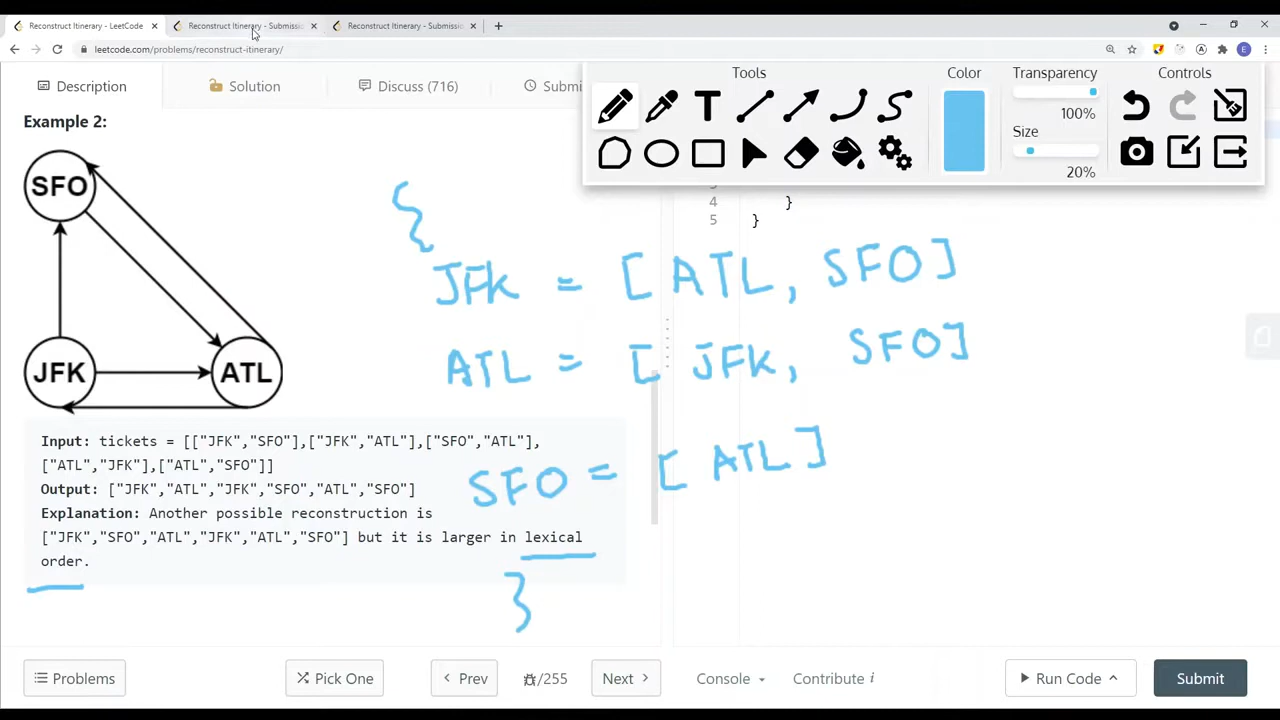 Reconstruct Itinerary - LeetCode
Reconstruct Itinerary - Submissio
Reconstruct Itinerary - Submissio
leetcode.com/problems/reconstruct-itinerary/
E
Description
Solution
Discuss (716)
Submi
Tools
Color
Transparency
100%
Size
20%
Controls
Example 2:
4 }
5 }
SFO
JFK
ATL
{
JFK = [ATL, SFO]
ATL = [JFK, SFO]
SFO = [ATL]
}
Input: tickets = [["JFK","SFO"],["JFK","ATL"],["SFO","ATL"],
["ATL","JFK"],["ATL","SFO"]]
Output: ["JFK","ATL","JFK","SFO","ATL","SFO"]
Explanation: Another possible reconstruction is
["JFK","SFO","ATL","JFK","ATL","SFO"] but it is larger in lexical
order.
Problems
Pick One
Prev
/255
Next
Console
Contribute i
Run Code
Submit